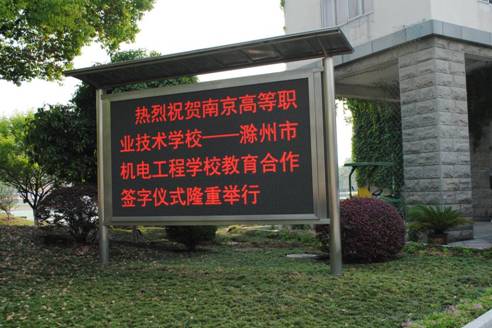 热烈祝贺南京高等职
业技术学校——滁州市
机电工程学校教育合作
签字仪式隆重举行